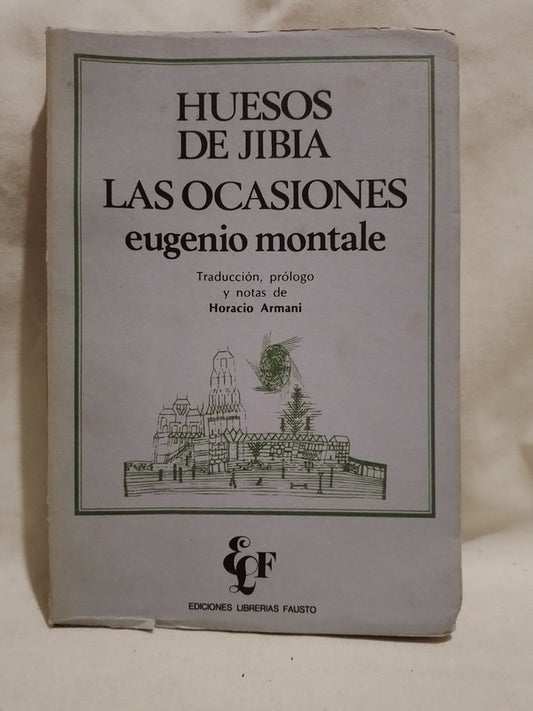 HUESOS
DE JIBIA
LAS OCASIONES
eugenio montale
Traducción, prólogo
y notas de
Horacio Armani
ELF
EDICIONES LIBRERIAS FAUSTO